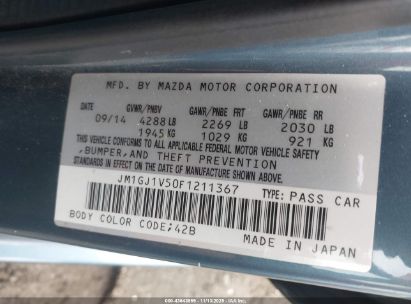 MFD. BY MAZDA MOTOR CORPORATION
DATE GVWR/PNBV GAWR/PNBE FRT GAWR/PNBE RR
09/14 4288 LB 2269 LB 2030 LB
1945 KG 1029 KG 921 KG
THIS VEHICLE CONFORMS TO ALL APPLICABLE FEDERAL MOTOR VEHICLE SAFETY,
BUMPER, AND THEFT PREVENTION
STANDARDS IN EFFECT ON THE DATE OF MANUFACTURE SHOWN ABOVE.
JM1GJ1V50F1211367 TYPE: PASS CAR
BODY COLOR CODE; 42B
MADE IN JAPAN